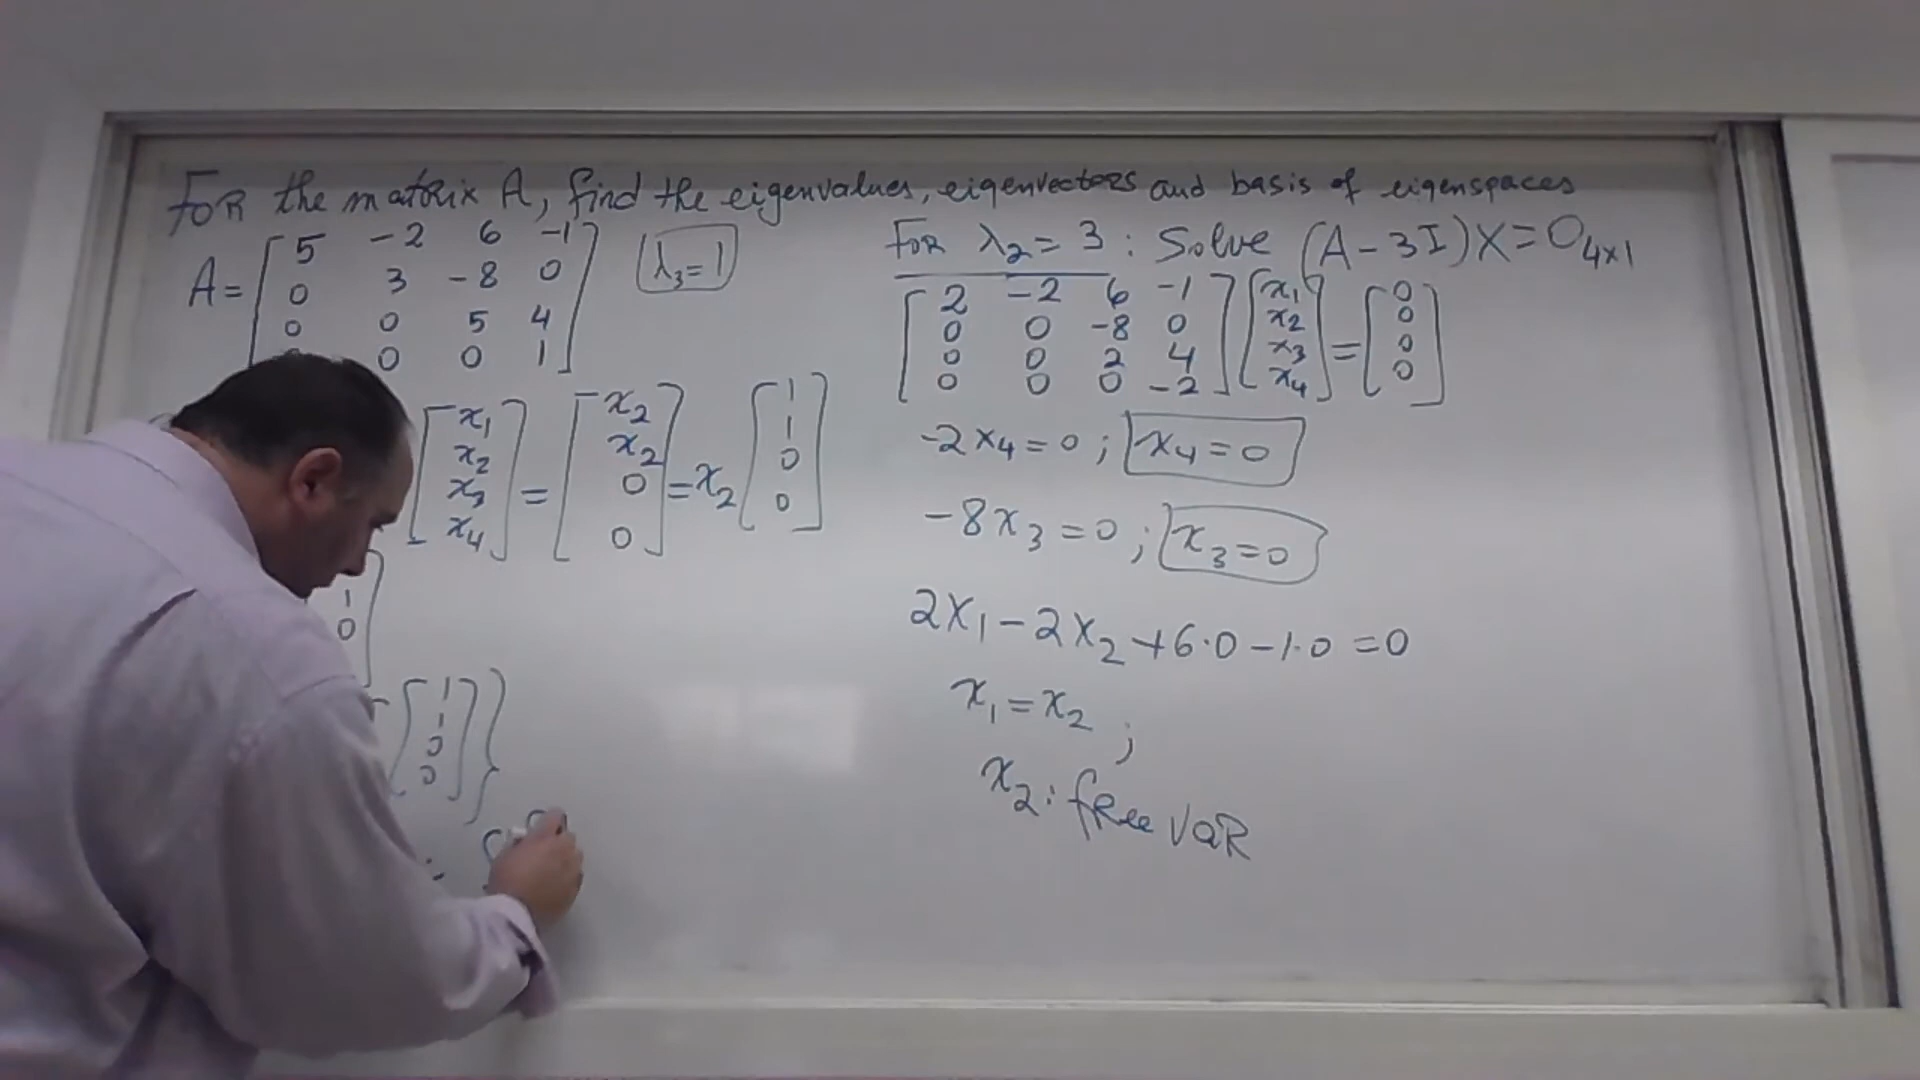 For the matrix A, find the eigenvalues, eigenvectors and basis of eigenspaces
A = [ 5 -2 6 -1
0 3 -8 0
0 0 5 4
0 0 1 ]
λ₃ = 1
[ x₁ x₂ x₃ x₄ ] = [ x₂ x₂ 0 0 ] = x₂ [ 1 1 0 0 ]
1
0
[ 1 1 0 0 ] }
For λ₂ = 3 : Solve (A - 3I) X = O₄ₓ₁
[ 2 -2 6 -1 ] [ x₁ ] [ 0 ]
[ 0 0 -8 0 ] [ x₂ ] [ 0 ]
[ 0 0 2 4 ] [ x₃ ] = [ 0 ]
[ 0 0 0 -2 ] [ x₄ ] [ 0 ]
-2x₄ = 0 ; x₄ = 0
-8x₃ = 0 ; x₃ = 0
2x₁ - 2x₂ + 6·0 - 1·0 = 0
x₁ = x₂ ;
x₂ : free var